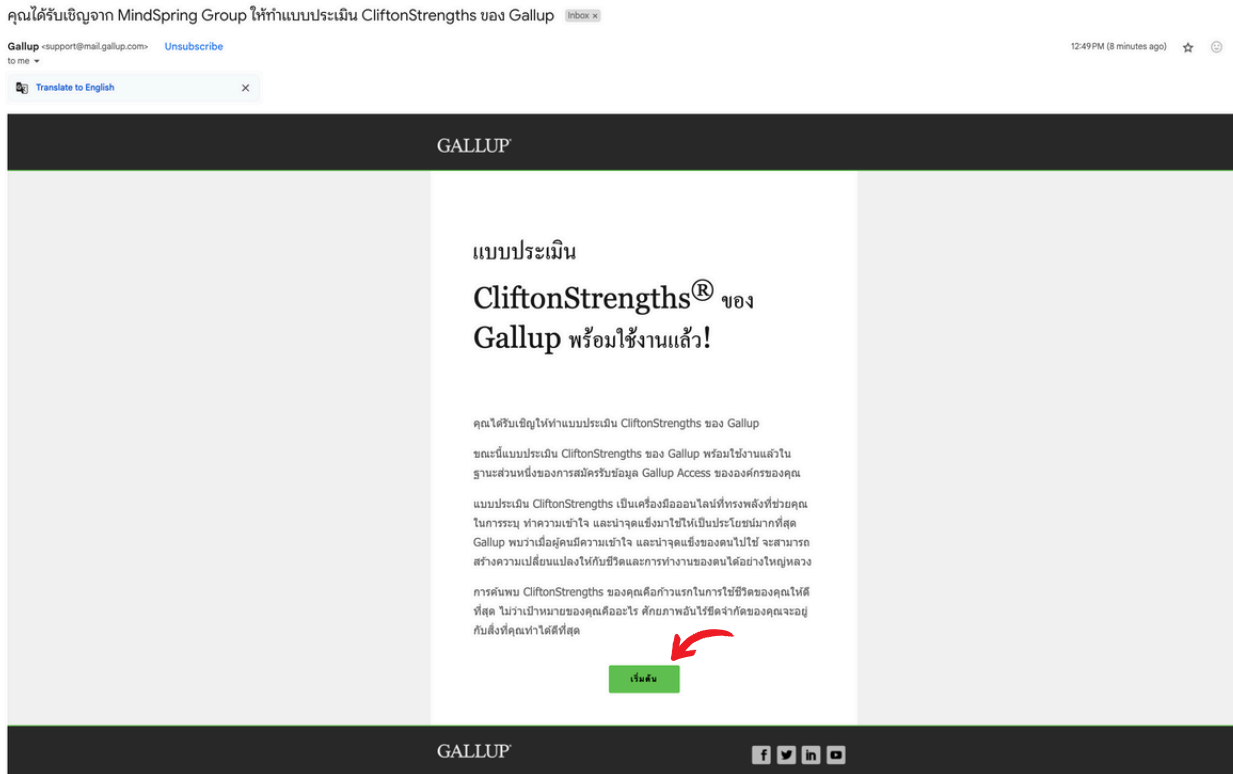 คุณได้รับเชิญจาก MindSpring Group ให้ทำแบบประเมิน CliftonStrengths ของ Gallup Inbox ×
Gallup <support@mail.gallup.com> Unsubscribe 12:49 PM (8 minutes ago)
to me
Translate to English ×
GALLUP®
แบบประเมิน
CliftonStrengths® ของ
Gallup พร้อมใช้งานแล้ว!
คุณได้รับเชิญให้ทำแบบประเมิน CliftonStrengths ของ Gallup
ขณะนี้แบบประเมิน CliftonStrengths ของ Gallup พร้อมใช้งานแล้วใน
ฐานะส่วนหนึ่งของการสมัครรับข้อมูล Gallup Access ขององค์กรของคุณ
แบบประเมิน CliftonStrengths เป็นเครื่องมือออนไลน์ที่ทรงพลังที่ช่วยคุณ
ในการระบุ ทำความเข้าใจ และนำจุดแข็งมาใช้ให้เป็นประโยชน์มากที่สุด
Gallup พบว่าเมื่อผู้คนมีความเข้าใจ และนำจุดแข็งของตนไปใช้ จะสามารถ
สร้างความเปลี่ยนแปลงให้กับชีวิตและการทำงานของตนได้อย่างใหญ่หลวง
การค้นพบ CliftonStrengths ของคุณคือก้าวแรกในการใช้ชีวิตของคุณให้ดี
ที่สุด ไม่ว่าเป้าหมายของคุณคืออะไร ศักยภาพอันไร้ขีดจำกัดของคุณจะอยู่
กับสิ่งที่คุณทำได้ดีที่สุด
เริ่มต้น
GALLUP®